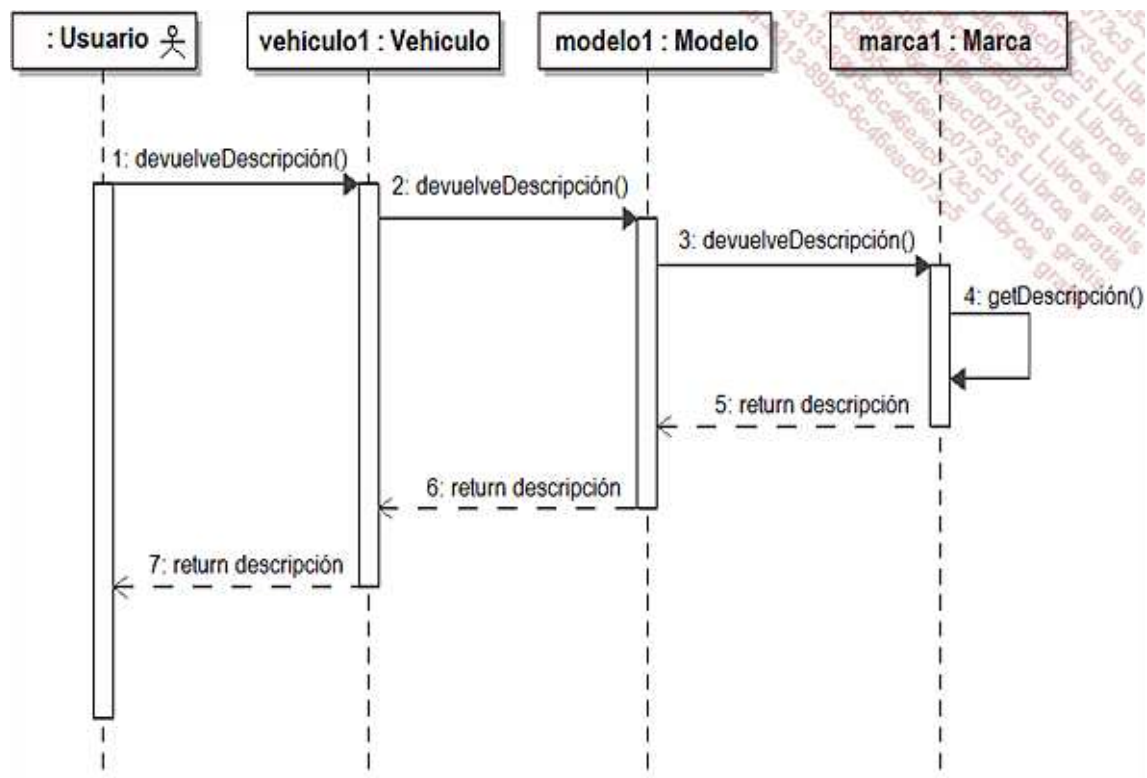 : Usuario
vehiculo1 : Vehiculo
modelo1 : Modelo
marca1 : Marca
1: devuelveDescripción()
2: devuelveDescripción()
3: devuelveDescripción()
4: getDescripción()
5: return descripción
6: return descripción
7: return descripción
Libros gratis